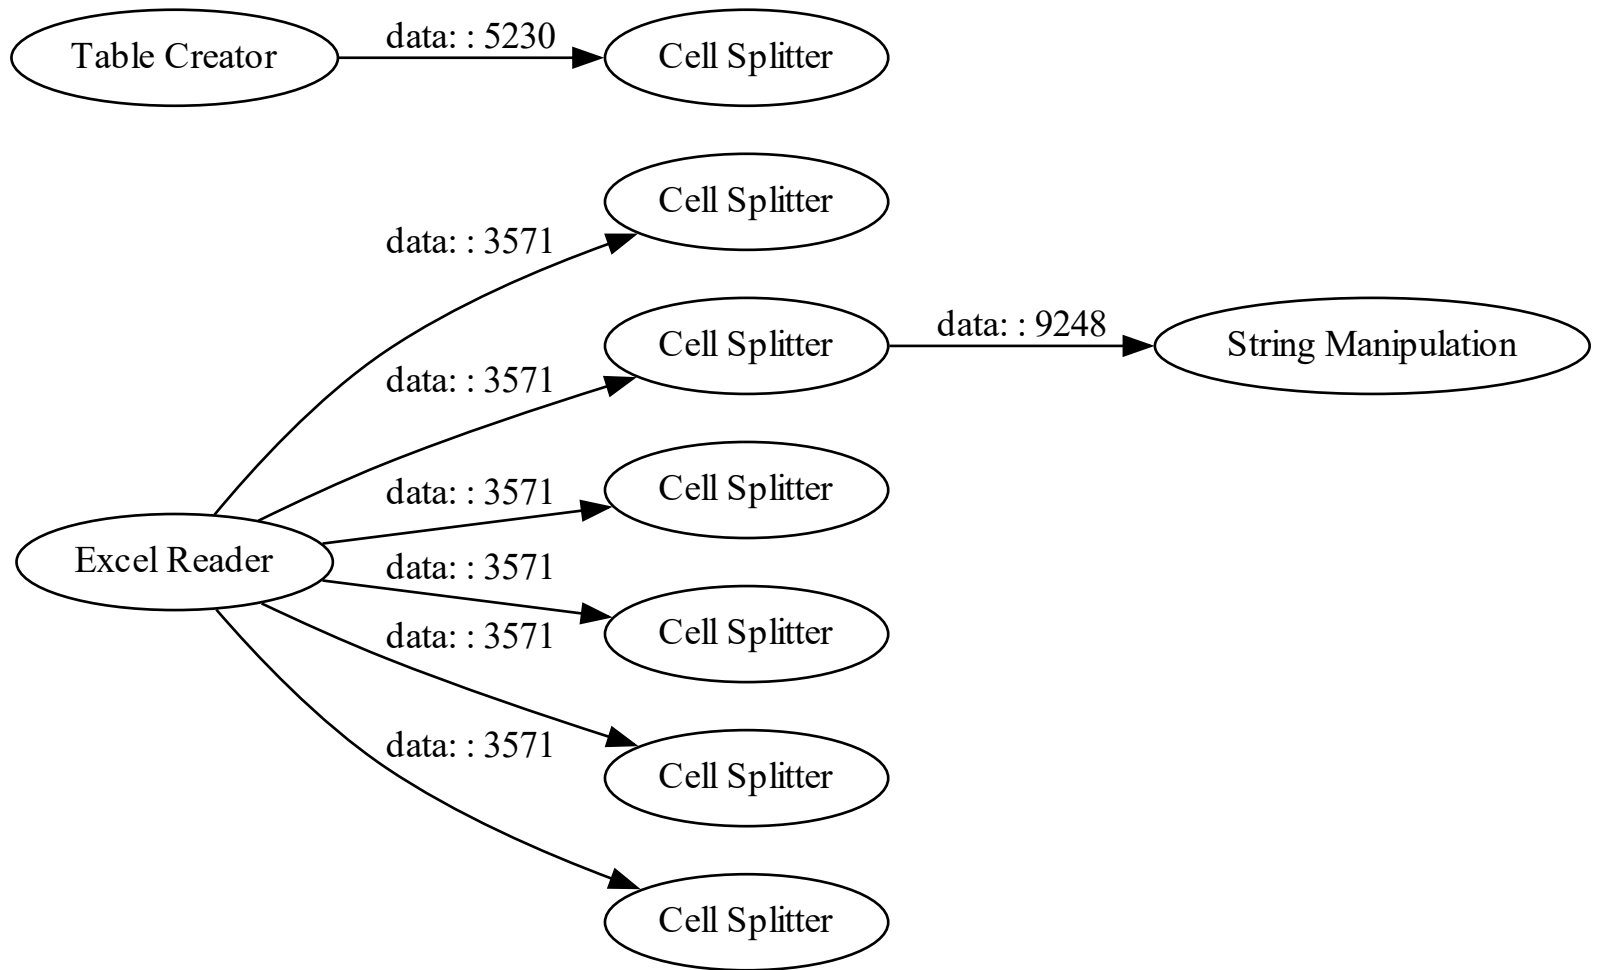 Table Creator
data: : 5230
Cell Splitter
Cell Splitter
data: : 3571
Cell Splitter
data: : 9248
String Manipulation
data: : 3571
Cell Splitter
data: : 3571
Excel Reader
data: : 3571
Cell Splitter
data: : 3571
Cell Splitter
data: : 3571
Cell Splitter